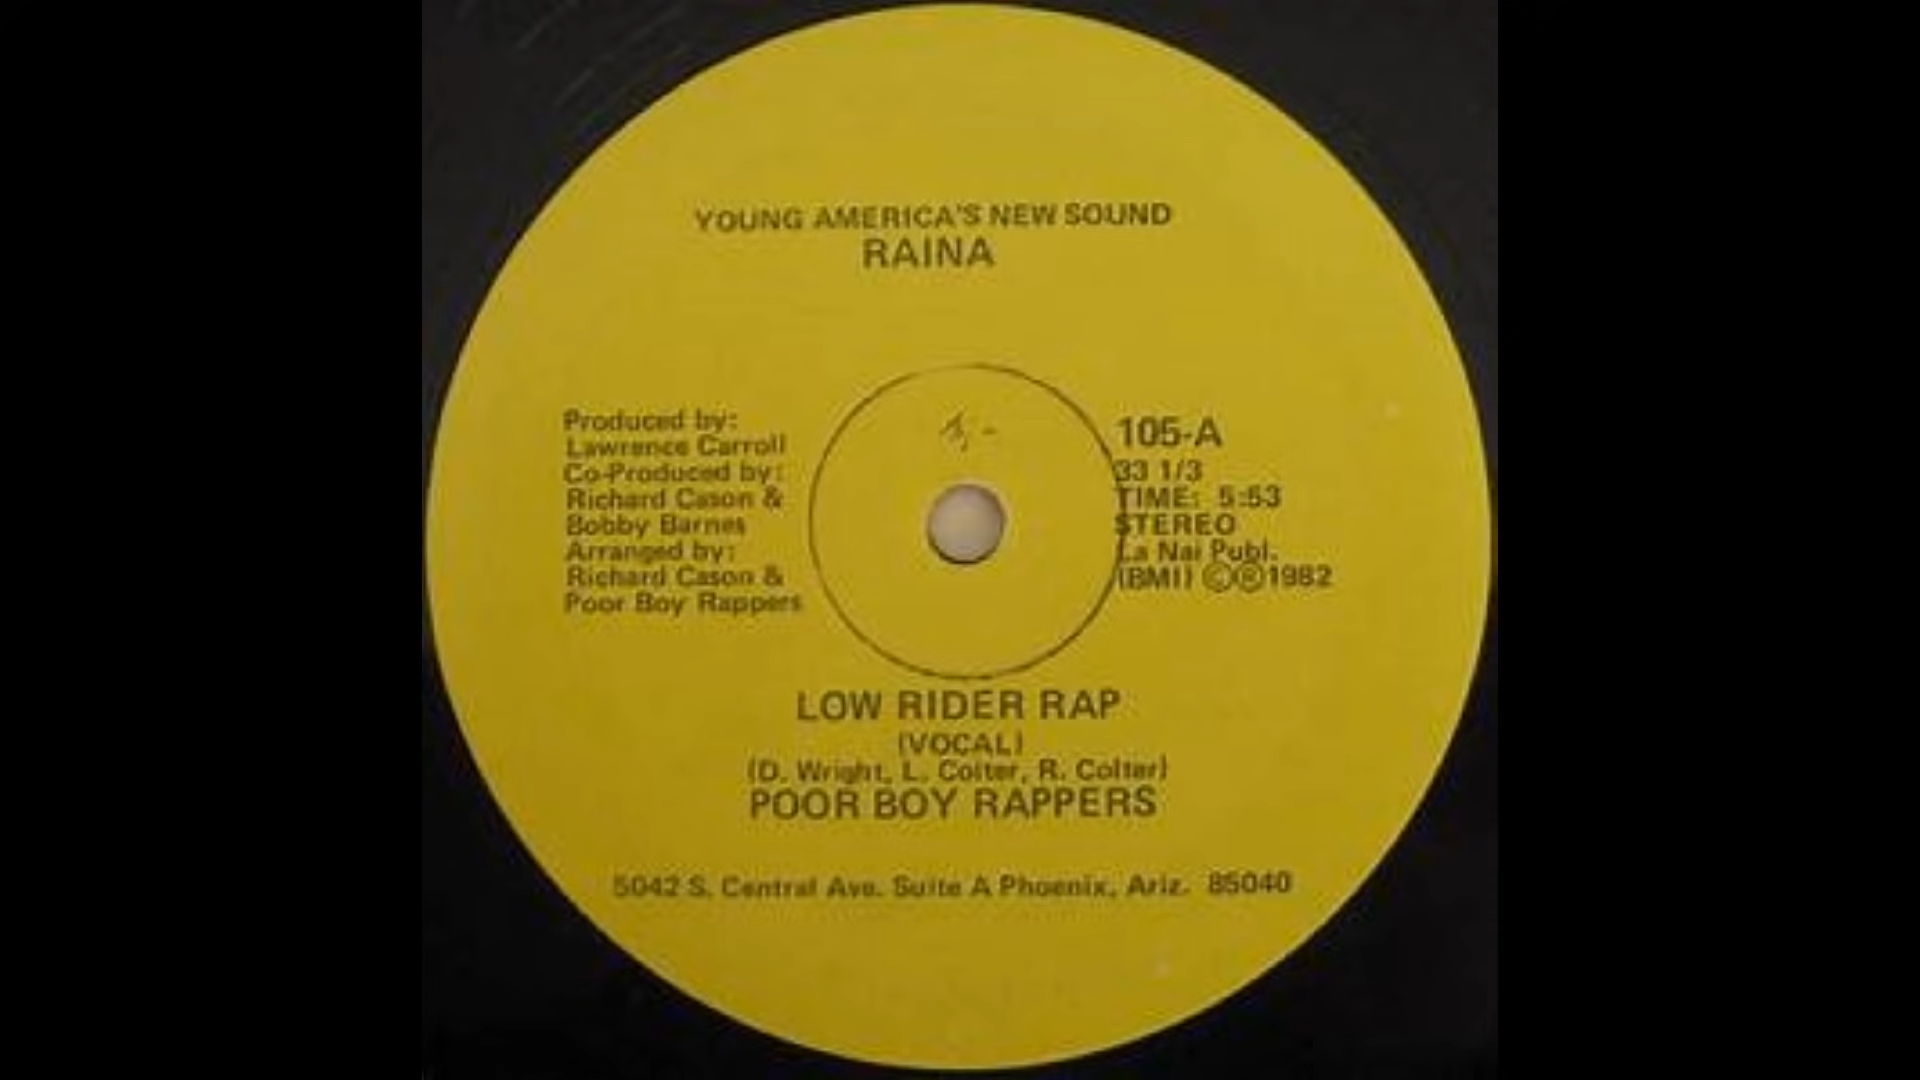 YOUNG AMERICA'S NEW SOUND
RAINA
Produced by:
Lawrence Carroll
Co-Produced by:
Richard Cason &
Bobby Barnes
Arranged by:
Richard Cason &
Poor Boy Rappers
105-A
33 1/3
TIME: 5:53
STEREO
La Nai Publ.
(BMI) ©®1982
LOW RIDER RAP
(VOCAL)
(D. Wright, L. Colter, R. Colter)
POOR BOY RAPPERS
5042 S. Central Ave. Suite A Phoenix, Ariz. 85040